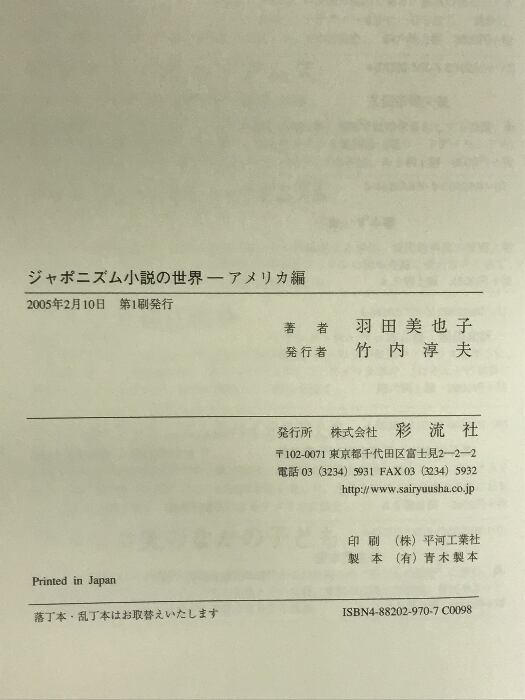 ジャポニズム小説の世界—アメリカ編
2005年2月10日 第1刷発行
著 者 羽田美也子
発行者 竹内淳夫
発行所 株式会社 彩流社
〒102-0071 東京都千代田区富士見2—2—2
電話 03 (3234) 5931 FAX 03 (3234) 5932
http://www.sairyuusha.co.jp
印刷 (株) 平河工業社
製本 (有) 青木製本
Printed in Japan
落丁本・乱丁本はお取替えいたします
ISBN4-88202-970-7 C0098